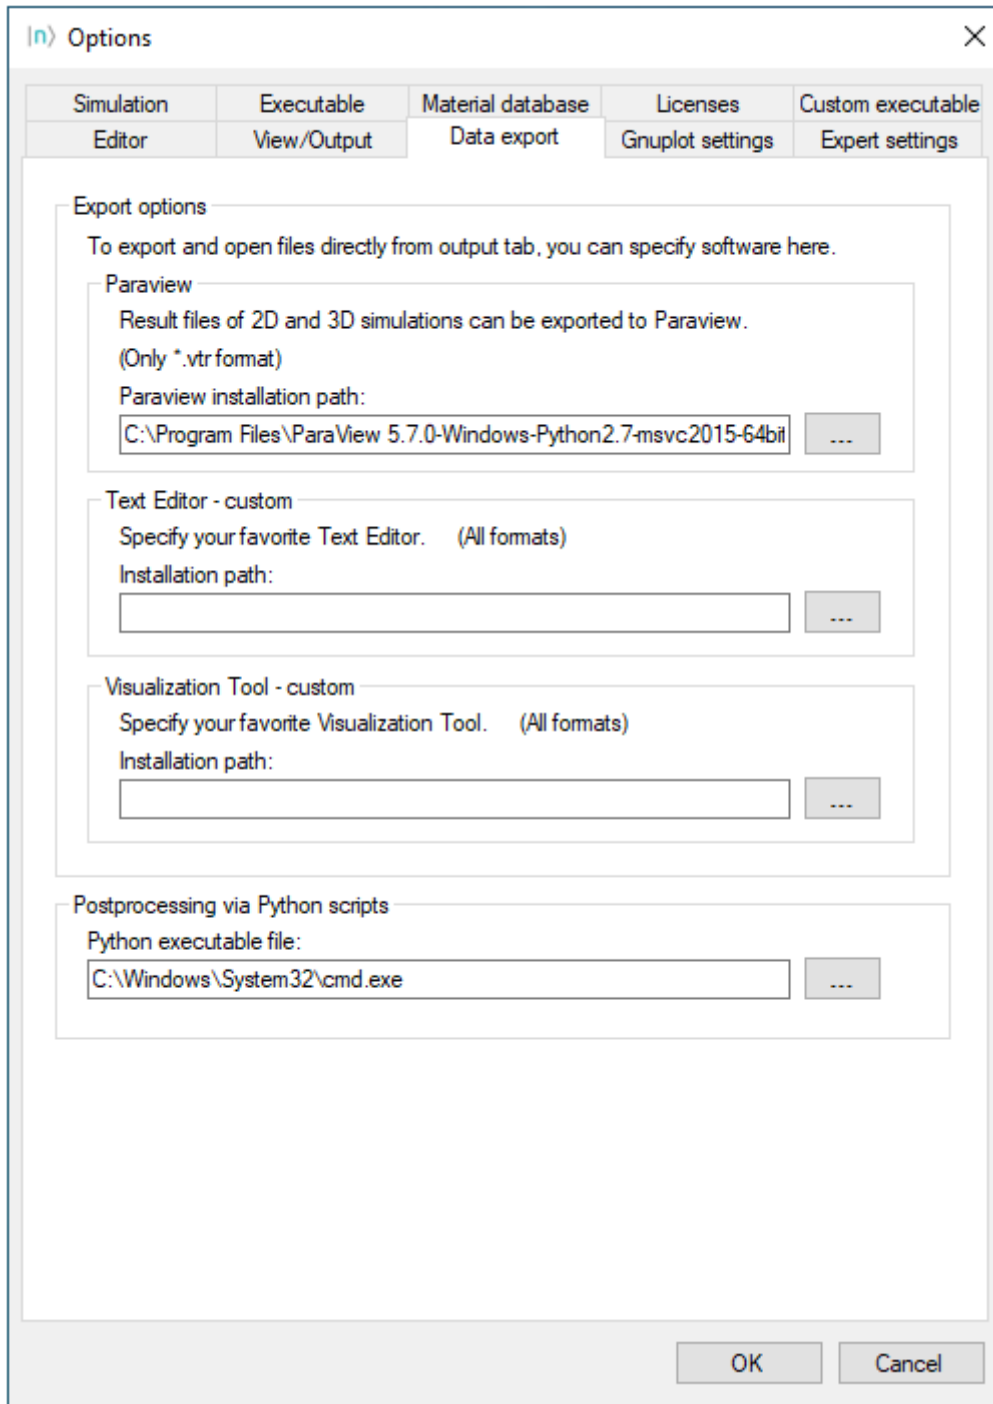 |n⟩ Options
Simulation Executable Material database Licenses Custom executable
Editor View/Output Data export Gnuplot settings Expert settings
Export options
To export and open files directly from output tab, you can specify software here.
Paraview
Result files of 2D and 3D simulations can be exported to Paraview.
(Only *.vtr format)
Paraview installation path:
C:\Program Files\ParaView 5.7.0-Windows-Python2.7-msvc2015-64bit ...
Text Editor - custom
Specify your favorite Text Editor. (All formats)
Installation path:
...
Visualization Tool - custom
Specify your favorite Visualization Tool. (All formats)
Installation path:
...
Postprocessing via Python scripts
Python executable file:
C:\Windows\System32\cmd.exe ...
OK Cancel